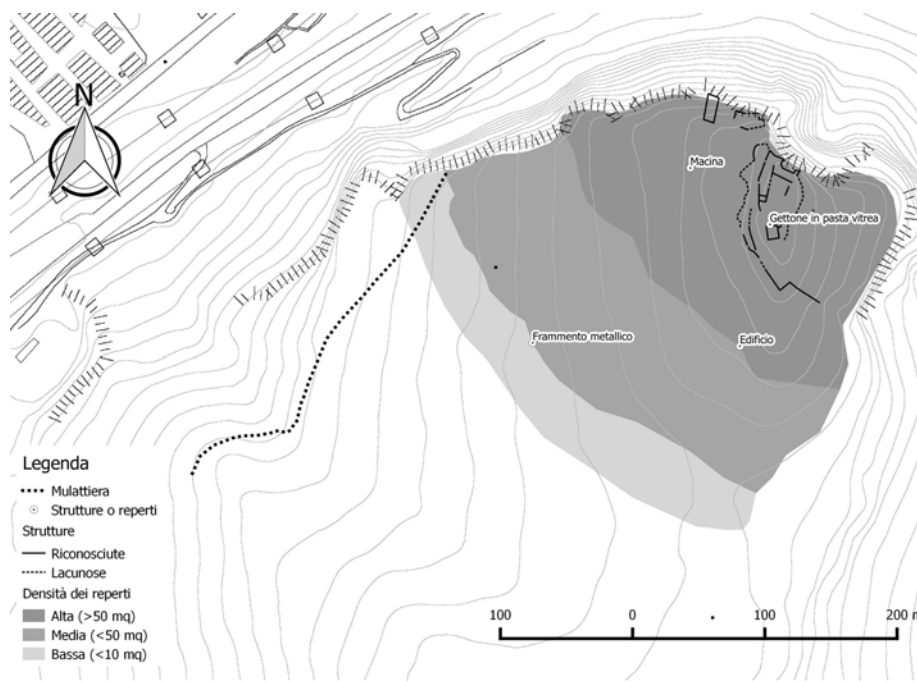 N
Macina
Gettone in pasta vitrea
Frammento metallico
Edificio
Legenda
Mulattiera
Strutture o reperti
Strutture
Riconosciute
Lacunose
Densità dei reperti
Alta (>50 mq)
Media (<50 mq)
Bassa (<10 mq)
100 0 100 200 m